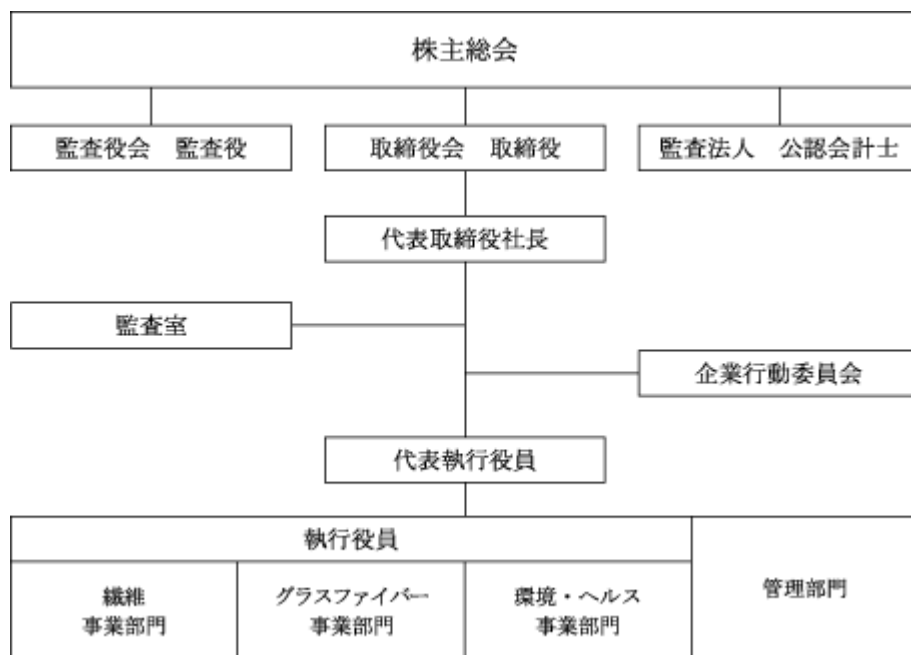 株主総会
監査役会　監査役
取締役会　取締役
監査法人　公認会計士
代表取締役社長
監査室
企業行動委員会
代表執行役員
執行役員
繊維
事業部門
グラスファイバー
事業部門
環境・ヘルス
事業部門
管理部門